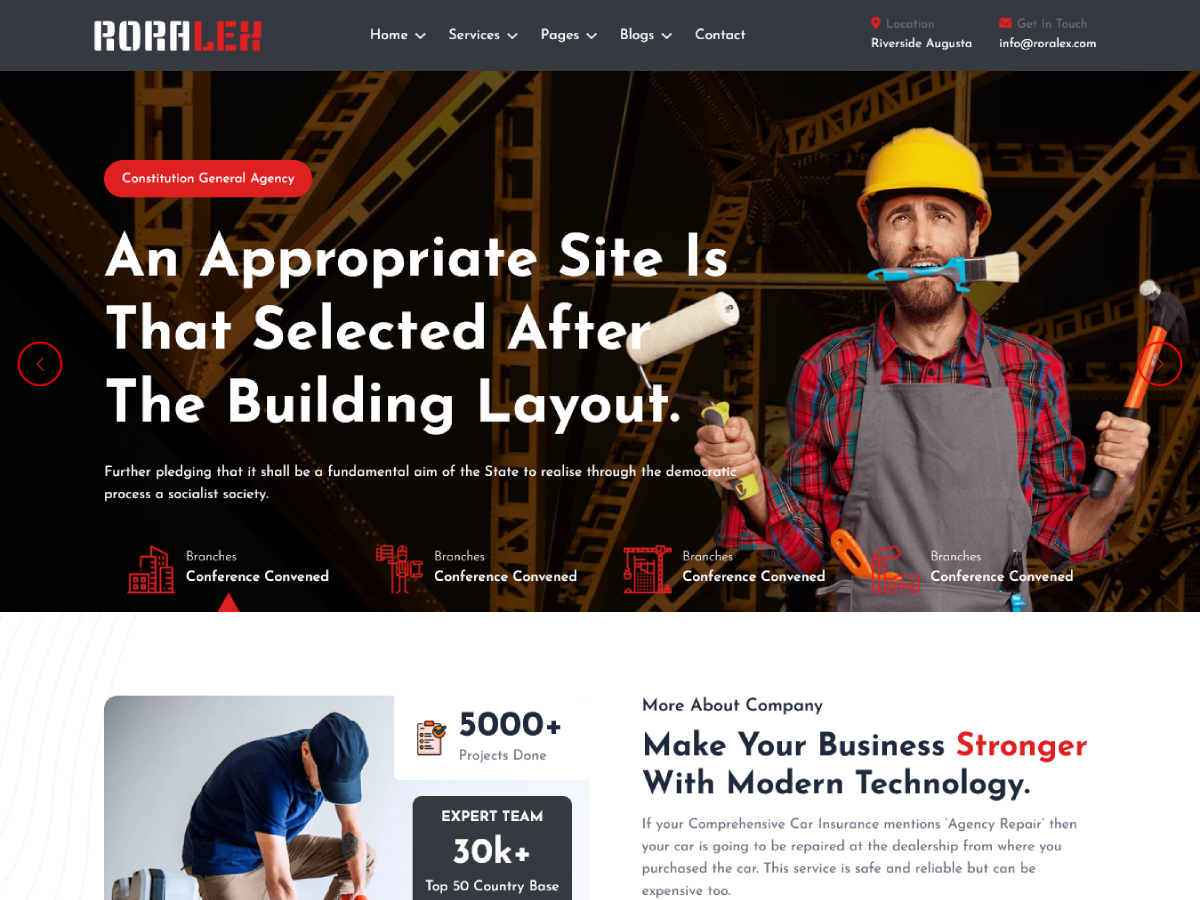 RORALEX
Home
Services
Pages
Blogs
Contact
Location
Riverside Augusta
Get In Touch
info@roralex.com
Constitution General Agency
An Appropriate Site Is
That Selected After
The Building Layout.
Further pledging that it shall be a fundamental aim of the State to realise through the democratic
process a socialist society.
Branches
Conference Convened
Branches
Conference Convened
Branches
Conference Convened
Branches
Conference Convened
5000+
Projects Done
EXPERT TEAM
30k+
Top 50 Country Base
More About Company
Make Your Business Stronger
With Modern Technology.
If your Comprehensive Car Insurance mentions ‘Agency Repair’ then
your car is going to be repaired at the dealership from where you
purchased the car. This service is safe and reliable but can be
expensive too.